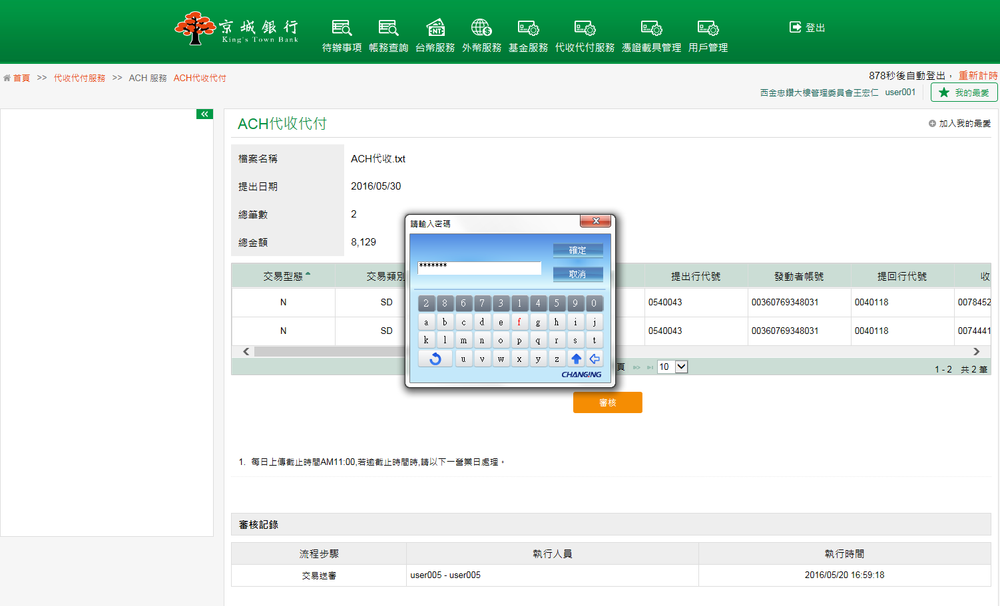 京城銀行
King's Town Bank
待辦事項 帳務查詢 台幣服務 外幣服務 基金服務 代收代付服務 憑證載具管理 用戶管理
登出
首頁 >> 代收代付服務 >> ACH 服務 ACH代收代付
878秒後自動登出， 重新計時
西金忠鑽大樓管理委員會王宏仁 user001
我的最愛
ACH代收代付
加入我的最愛
檔案名稱 ACH代收.txt
提出日期 2016/05/30
總筆數 2
總金額 8,129
請輸入密碼
確定
*******
取消
2 8 6 7 3 1 4 5 9 0
a b c d e f g h i j
k l m n o p q r s t
u v w x y z
CHANGING
交易型態 交易類別 提出行代號 發動者帳號 提回行代號 收
N SD 0540043 00360769348031 0040118 0078452
N SD 0540043 00360769348031 0040118 0074441
頁 10
1 - 2 共 2 筆
審核
1. 每日上傳截止時間AM11:00,若逾截止時間時,請以下一營業日處理。
審核記錄
流程步驟 執行人員 執行時間
交易送審 user005 - user005 2016/05/20 16:59:18